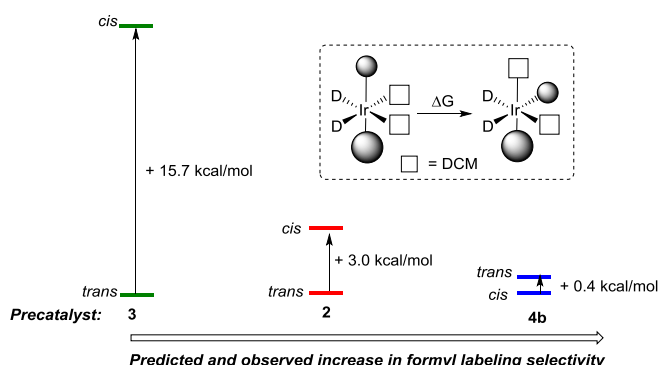 cis
D
Ir
D
ΔG
D
Ir
D
= DCM
+ 15.7 kcal/mol
cis
+ 3.0 kcal/mol
trans
trans
trans
cis
+ 0.4 kcal/mol
Precatalyst: 3 2 4b
Predicted and observed increase in formyl labeling selectivity